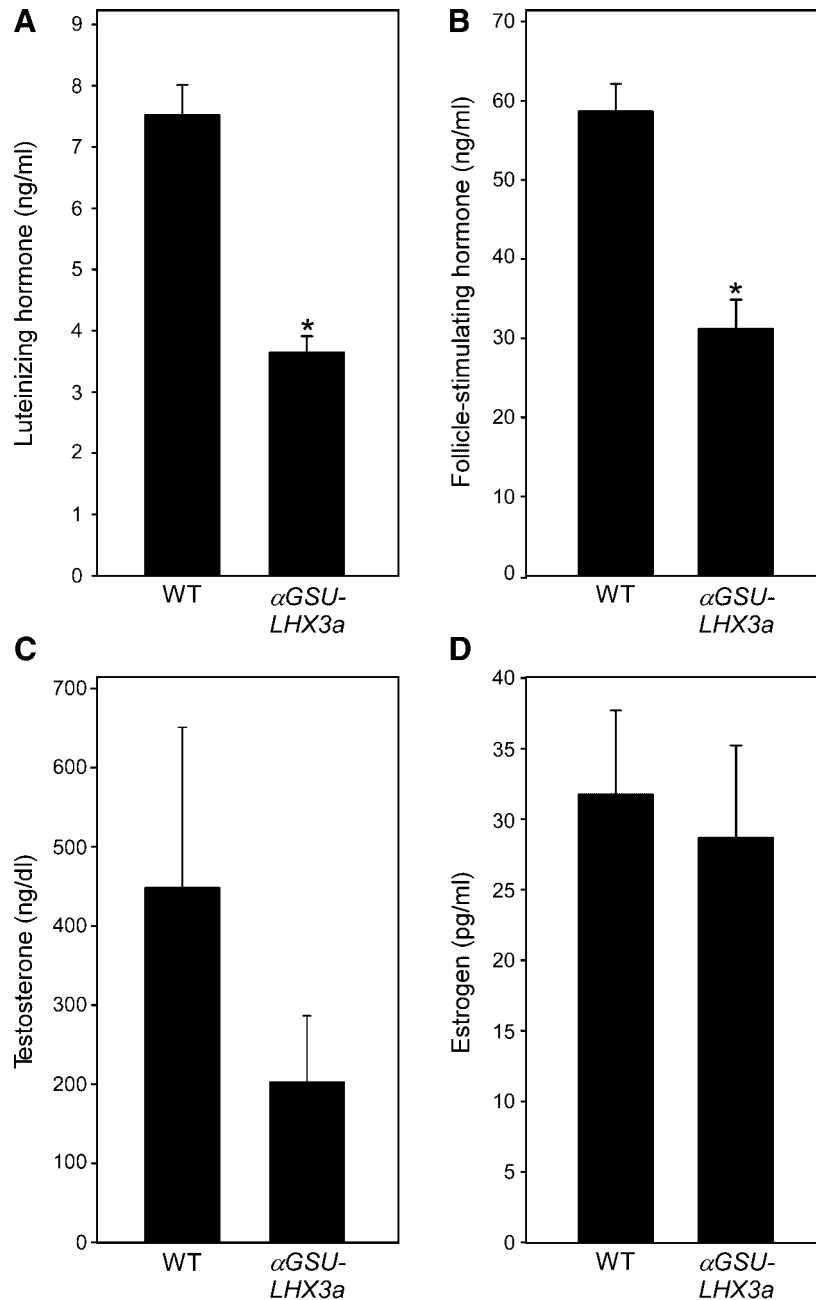 A
Luteinizing hormone (ng/ml)
9
8
7
6
5
4
3
2
1
0
*
WT
αGSU-
LHX3a
B
Follicle-stimulating hormone (ng/ml)
70
60
50
40
30
20
10
0
*
WT
αGSU-
LHX3a
C
Testosterone (ng/dl)
700
600
500
400
300
200
100
0
WT
αGSU-
LHX3a
D
Estrogen (pg/ml)
40
35
30
25
20
15
10
5
0
WT
αGSU-
LHX3a